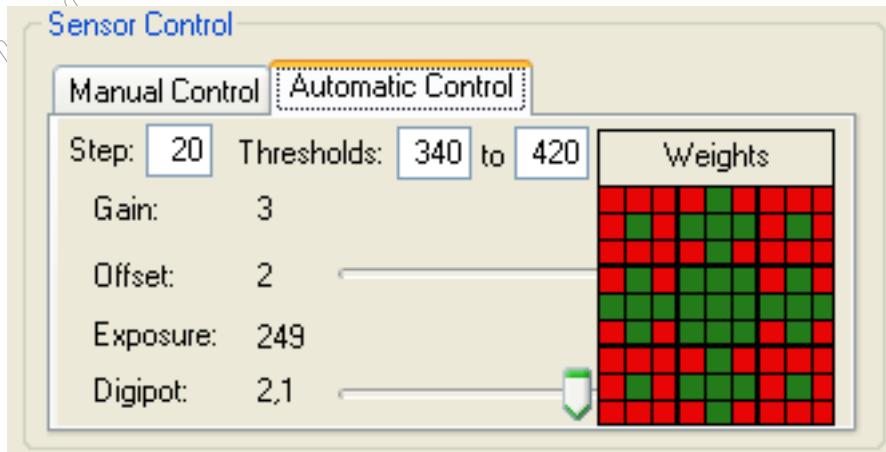 Sensor Control
Manual Control Automatic Control
Step: 20 Thresholds: 340 to 420 Weights
Gain: 3
Offset: 2
Exposure: 249
Digipot: 2,1